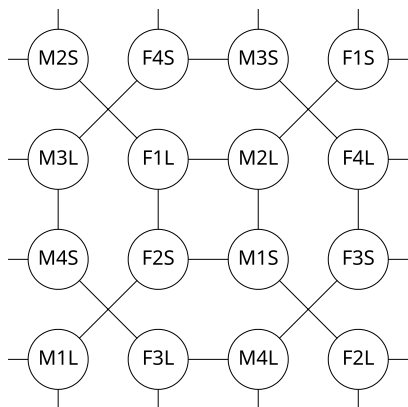 M2S F4S M3S F1S
M3L F1L M2L F4L
M4S F2S M1S F3S
M1L F3L M4L F2L